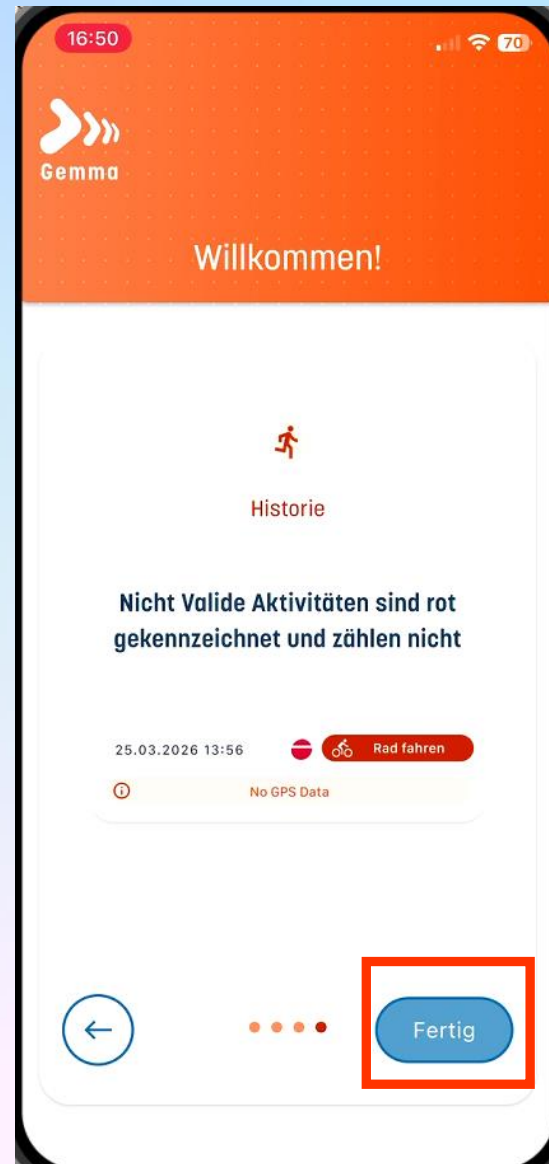 16:50
70
Gemma
Willkommen!
Historie
Nicht Valide Aktivitäten sind rot
gekennzeichnet und zählen nicht
25.03.2026 13:56 Rad fahren
No GPS Data
Fertig